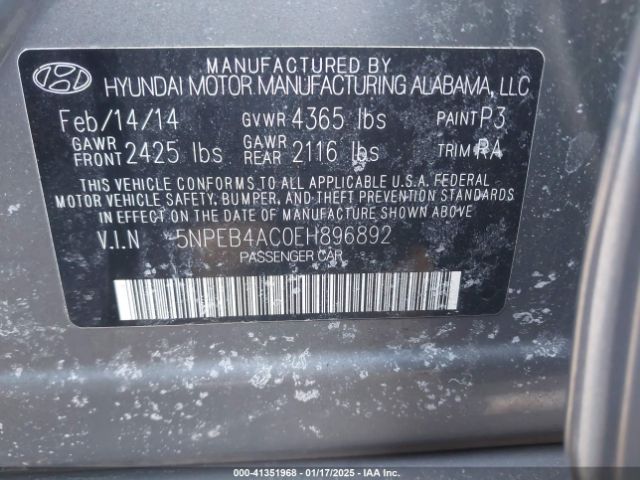 MANUFACTURED BY
HYUNDAI MOTOR MANUFACTURING ALABAMA, LLC
Feb/14/14 GVWR 4365 lbs PAINT P3
GAWR FRONT 2425 lbs GAWR REAR 2116 lbs TRIM RA
THIS VEHICLE CONFORMS TO ALL APPLICABLE U.S.A. FEDERAL
MOTOR VEHICLE SAFETY, BUMPER, AND THEFT PREVENTION STANDARDS
IN EFFECT ON THE DATE OF MANUFACTURE SHOWN ABOVE.
V.I.N 5NPEB4AC0EH896892
PASSENGER CAR
000-41351968 - 01/17/2025 - IAA Inc.